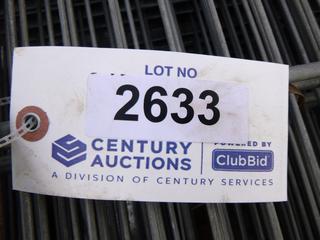 LOT NO
2633
CENTURY
AUCTIONS
POWERED BY
ClubBid
A DIVISION OF CENTURY SERVICES